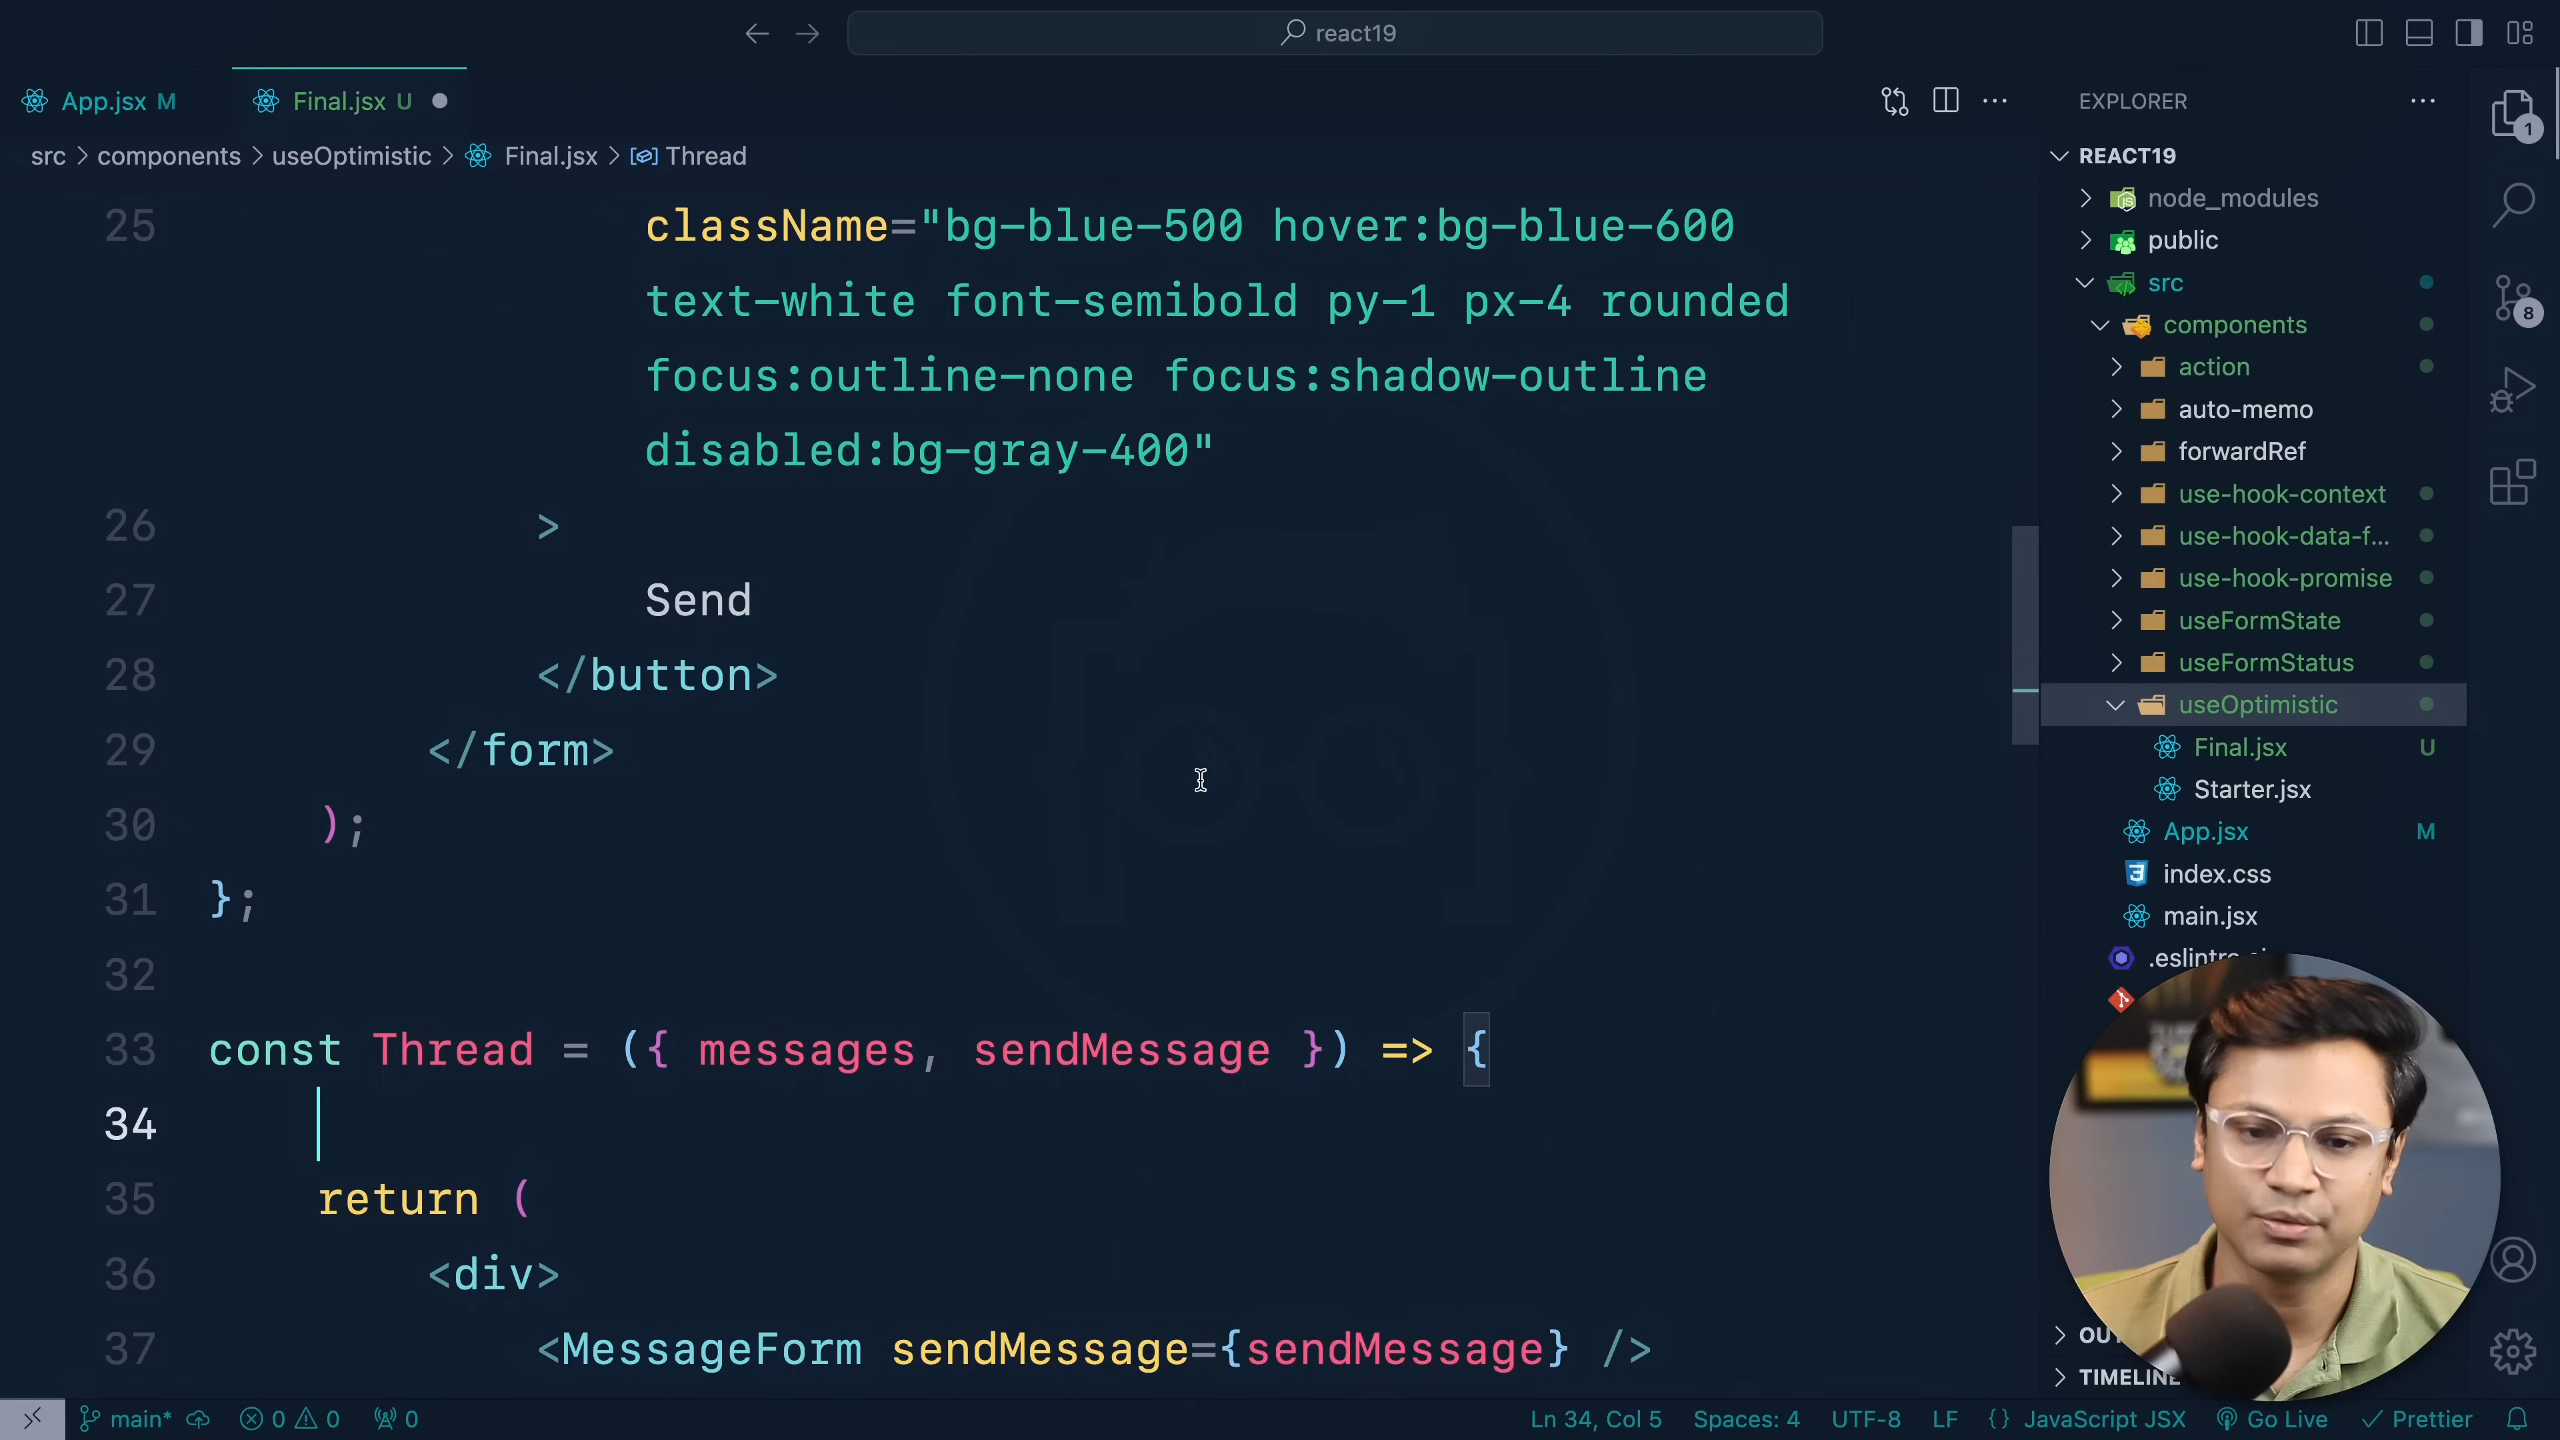 react19
App.jsx M
Final.jsx U
src > components > useOptimistic > Final.jsx > Thread
25 className="bg-blue-500 hover:bg-blue-600
text-white font-semibold py-1 px-4 rounded
focus:outline-none focus:shadow-outline
disabled:bg-gray-400"
26 >
27 Send
28 </button>
29 </form>
30 );
31 };
32
33 const Thread = ({ messages, sendMessage }) => {
34
35 return (
36 <div>
37 <MessageForm sendMessage={sendMessage} />
EXPLORER
REACT19
node_modules
public
src
components
action
auto-memo
forwardRef
use-hook-context
use-hook-data-f...
use-hook-promise
useFormState
useFormStatus
useOptimistic
Final.jsx U
Starter.jsx
App.jsx M
index.css
main.jsx
TIMELINE
1
8
main* 0 0 0
Ln 34, Col 5 Spaces: 4 UTF-8 LF {} JavaScript JSX Go Live Prettier